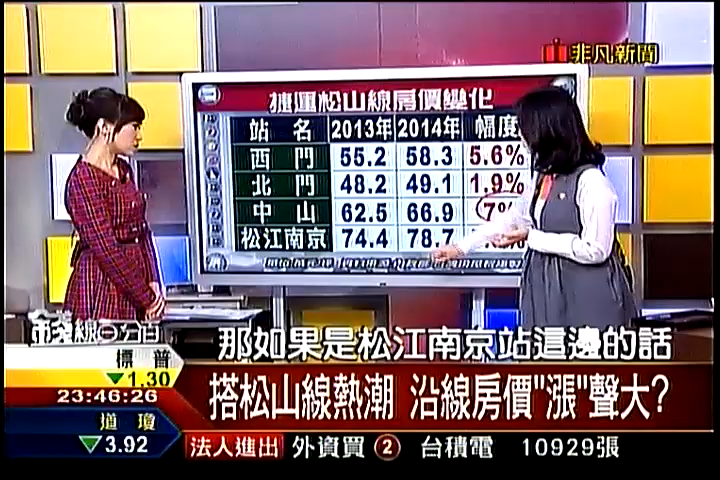 非凡新聞
捷運松山線房價變化
站名 2013年 2014年 幅度
西門 55.2 58.3 5.6%
北門 48.2 49.1 1.9%
中山 62.5 66.9 7%
松江南京 74.4 78.7
那如果是松江南京站這邊的話
標普
▼1.30
23:46:26
搭松山線熱潮 沿線房價"漲"聲大?
道瓊
▽3.92
法人進出 外資買 2 台積電 10929張